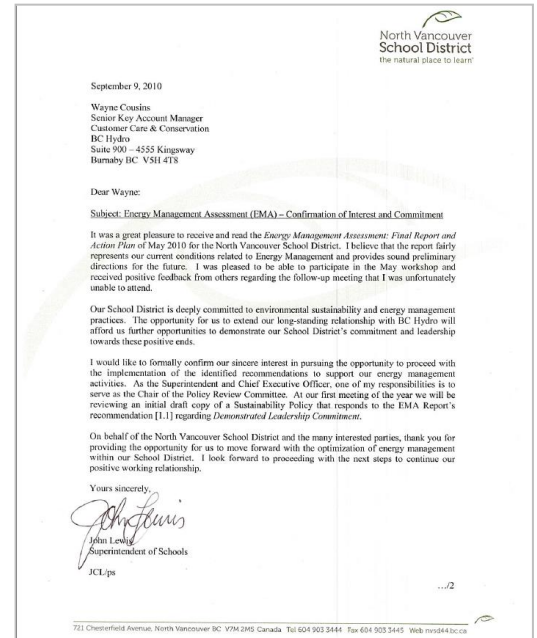 North Vancouver
School District
the natural place to learn'
September 9, 2010
Wayne Cousins
Senior Key Account Manager
Customer Care & Conservation
BC Hydro
Suite 900 – 4555 Kingsway
Burnaby BC V5H 4T8
Dear Wayne:
Subject: Energy Management Assessment (EMA) – Confirmation of Interest and Commitment
It was a great pleasure to receive and read the Energy Management Assessment: Final Report and
Action Plan of May 2010 for the North Vancouver School District. I believe that the report fairly
represents our current conditions related to Energy Management and provides sound preliminary
directions for the future. I was pleased to be able to participate in the May workshop and
received positive feedback from others regarding the follow-up meeting that I was unfortunately
unable to attend.
Our School District is deeply committed to environmental sustainability and energy management
practices. The opportunity for us to extend our long-standing relationship with BC Hydro will
afford us further opportunities to demonstrate our School District's commitment and leadership
towards these positive ends.
I would like to formally confirm our sincere interest in pursuing the opportunity to proceed with
the implementation of the identified recommendations to support our energy management
activities. As the Superintendent and Chief Executive Officer, one of my responsibilities is to
serve as the Chair of the Policy Review Committee. At our first meeting of the year we will be
reviewing an initial draft copy of a Sustainability Policy that responds to the EMA Report's
recommendation [1.1] regarding Demonstrated Leadership Commitment.
On behalf of the North Vancouver School District and the many interested parties, thank you for
providing the opportunity for us to move forward with the optimization of energy management
within our School District. I look forward to proceeding with the next steps to continue our
positive working relationship.
Yours sincerely,
John Lewis
John Lewis
Superintendent of Schools
JCL/ps
.../2
721 Chesterfield Avenue, North Vancouver BC V7M 2M5 Canada Tel 604 903 3444 Fax 604 903 3445 Web nvsd44.bc.ca